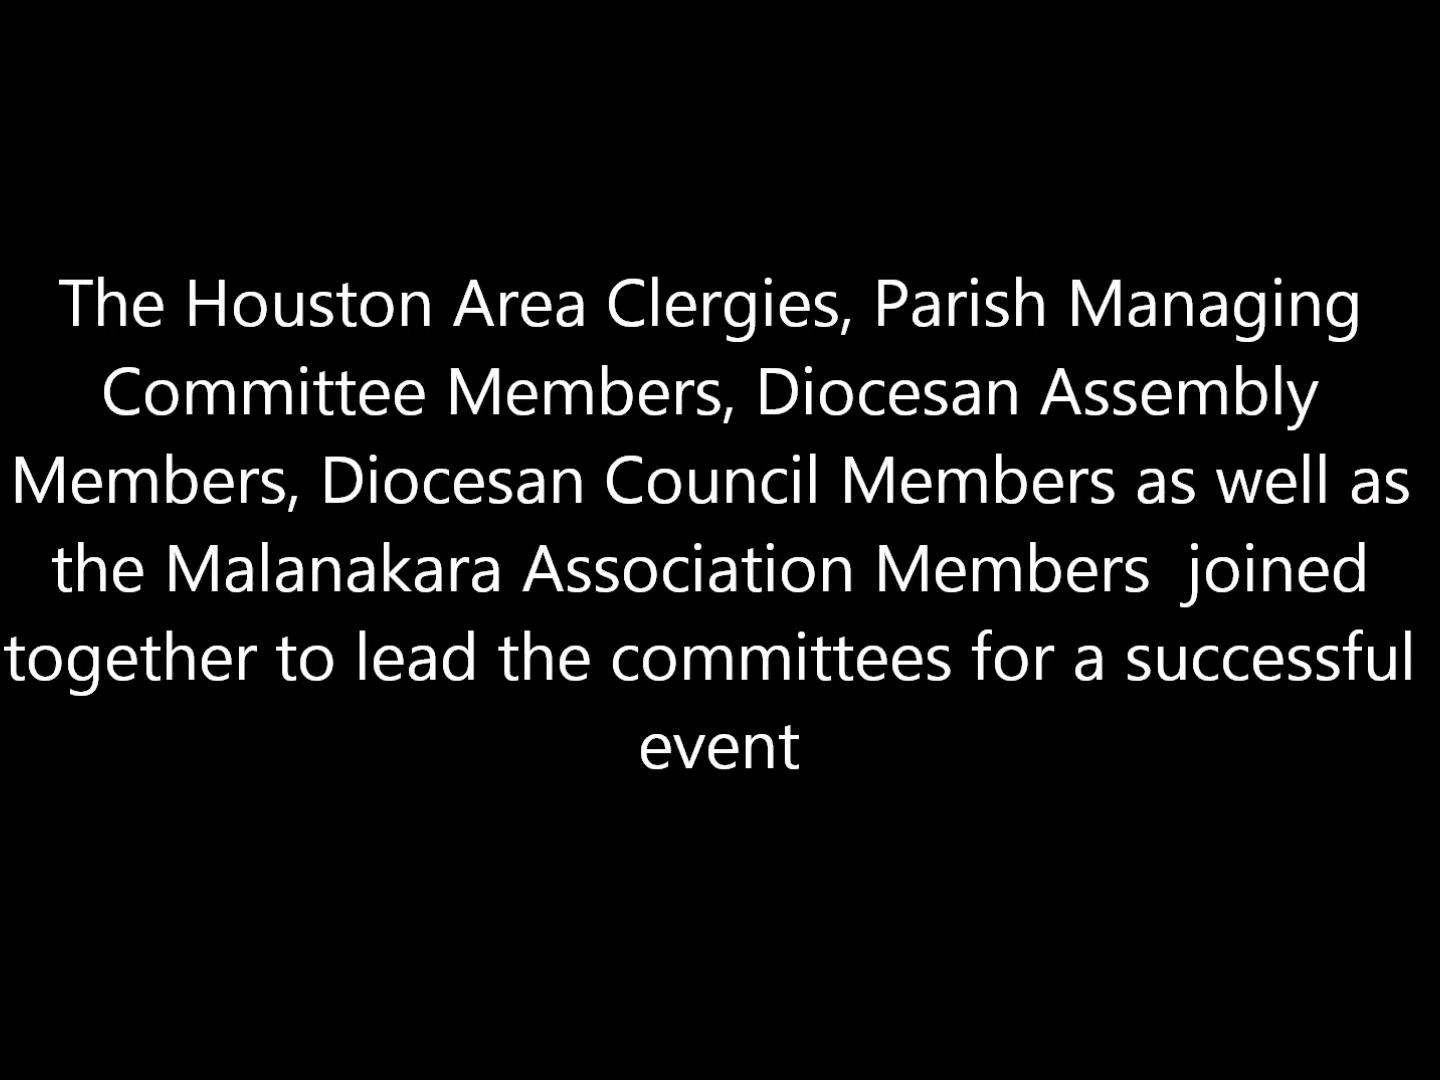 The Houston Area Clergies, Parish Managing
Committee Members, Diocesan Assembly
Members, Diocesan Council Members as well as
the Malanakara Association Members  joined
together to lead the committees for a successful
event